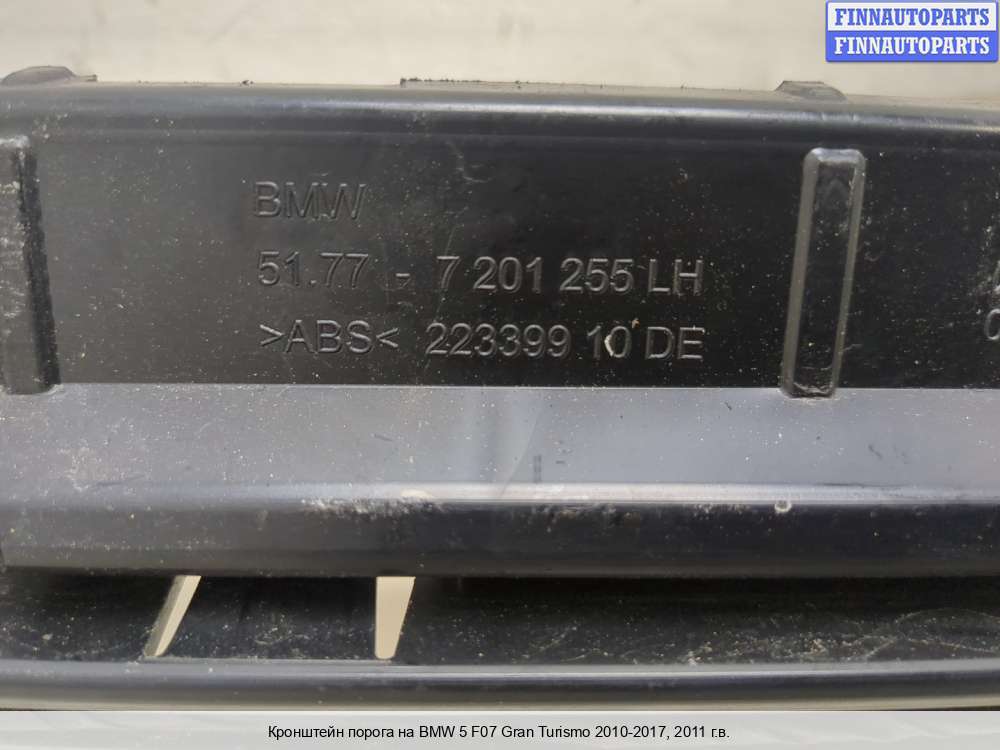 FINNAUTOPARTS
FINNAUTOPARTS
BMW
51.77 - 7 201 255 LH
>ABS< 223399 10 DE
Кронштейн порога на BMW 5 F07 Gran Turismo 2010-2017, 2011 г.в.